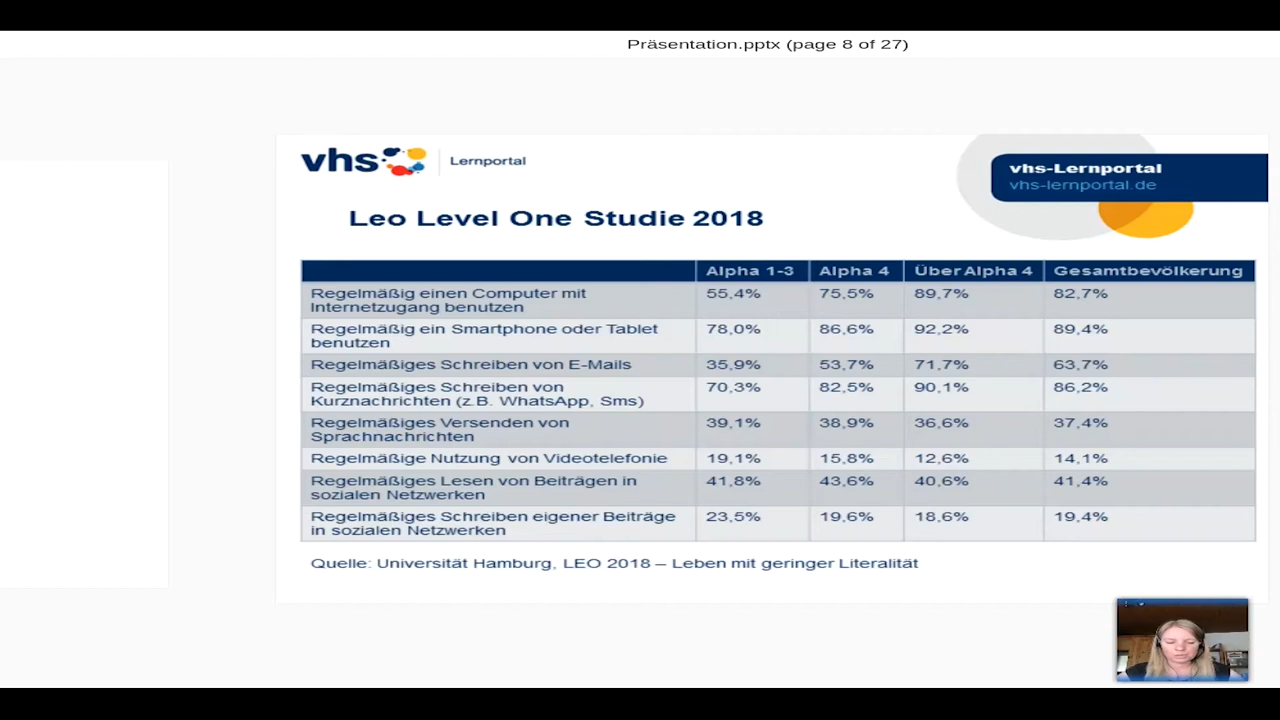 Präsentation.pptx (page 8 of 27)
vhs Lernportal
vhs-Lernportal
vhs-lernportal.de
Leo Level One Studie 2018
Alpha 1-3 Alpha 4 Über Alpha 4 Gesamtbevölkerung
Regelmäßig einen Computer mit 55,4% 75,5% 89,7% 82,7%
Internetzugang benutzen
Regelmäßig ein Smartphone oder Tablet 78,0% 86,6% 92,2% 89,4%
benutzen
Regelmäßiges Schreiben von E-Mails 35,9% 53,7% 71,7% 63,7%
Regelmäßiges Schreiben von 70,3% 82,5% 90,1% 86,2%
Kurznachrichten (z.B. WhatsApp, Sms)
Regelmäßiges Versenden von 39,1% 38,9% 36,6% 37,4%
Sprachnachrichten
Regelmäßige Nutzung von Videotelefonie 19,1% 15,8% 12,6% 14,1%
Regelmäßiges Lesen von Beiträgen in 41,8% 43,6% 40,6% 41,4%
sozialen Netzwerken
Regelmäßiges Schreiben eigener Beiträge 23,5% 19,6% 18,6% 19,4%
in sozialen Netzwerken
Quelle: Universität Hamburg, LEO 2018 – Leben mit geringer Literalität